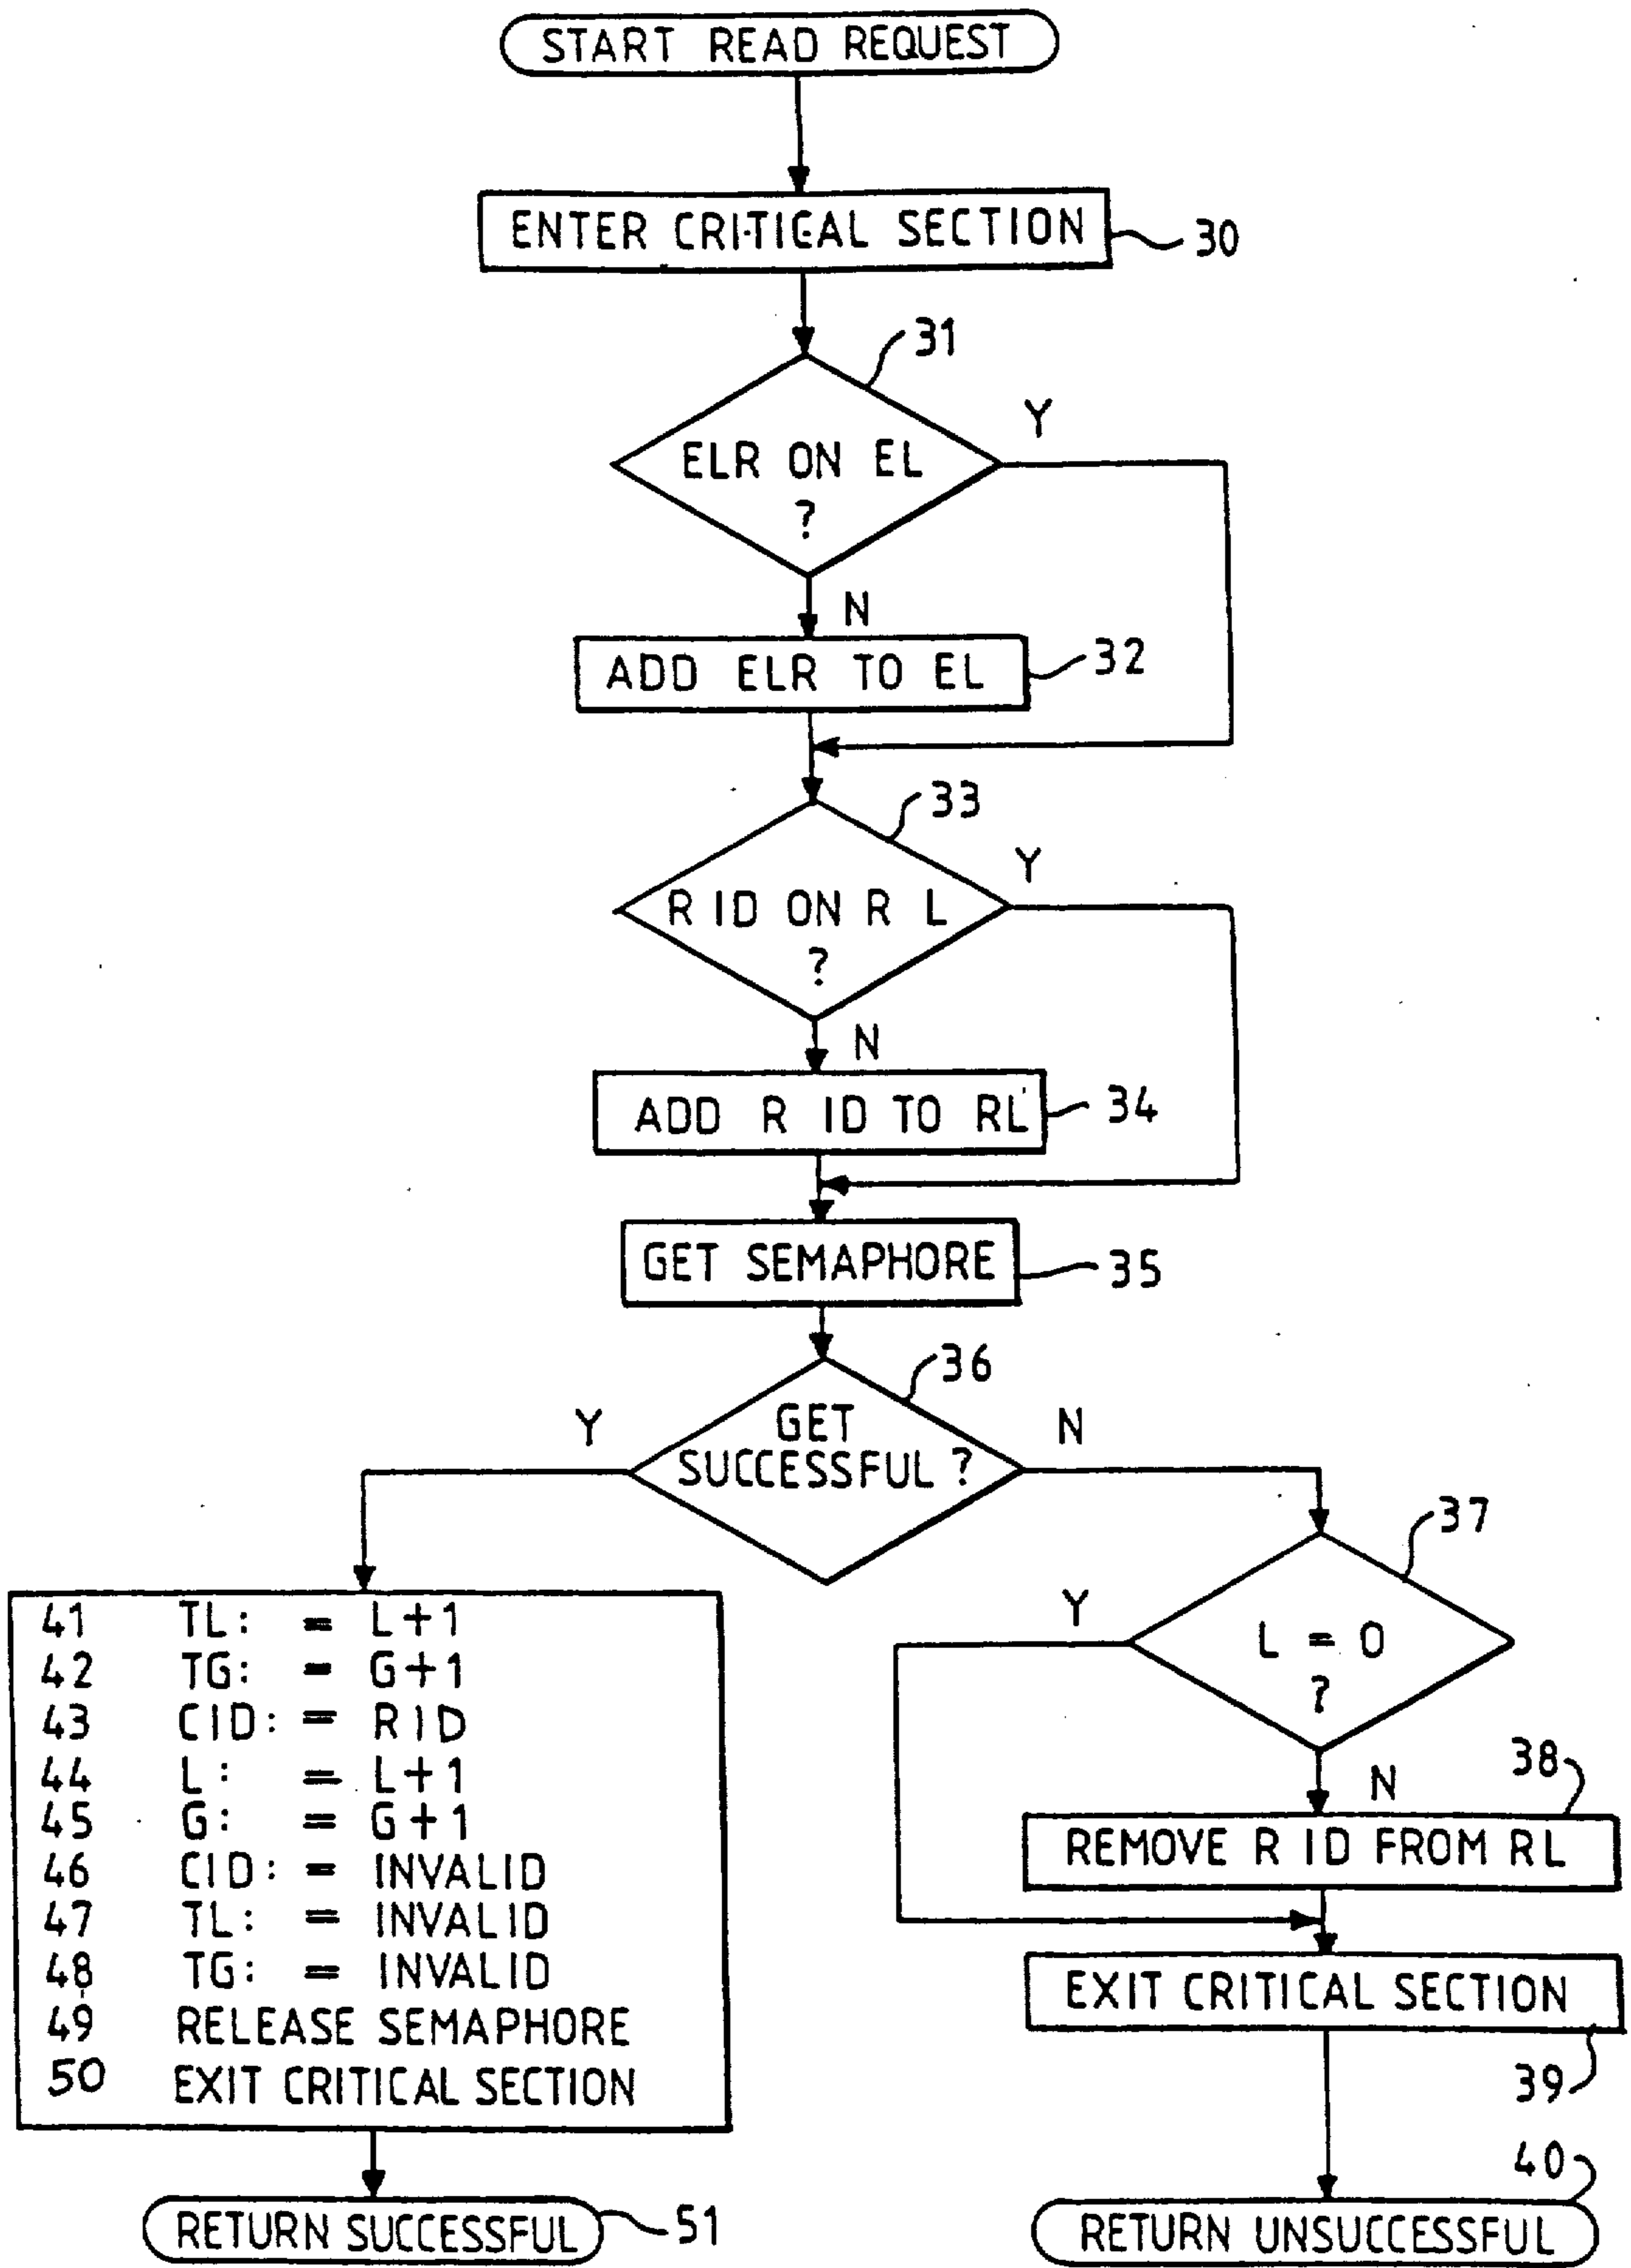 START READ REQUEST
ENTER CRITICAL SECTION
30
31
ELR ON EL
?
Y
N
ADD ELR TO EL
32
33
R ID ON R L
?
Y
N
ADD R ID TO RL
34
GET SEMAPHORE
35
36
GET
SUCCESSFUL ?
Y
N
37
L = 0
?
Y
N
38
REMOVE R ID FROM RL
EXIT CRITICAL SECTION
39
40
RETURN UNSUCCESSFUL
41 TL: = L+1
42 TG: = G+1
43 CID: = RID
44 L: = L+1
45 G: = G+1
46 CID: = INVALID
47 TL: = INVALID
48 TG: = INVALID
49 RELEASE SEMAPHORE
50 EXIT CRITICAL SECTION
RETURN SUCCESSFUL
51